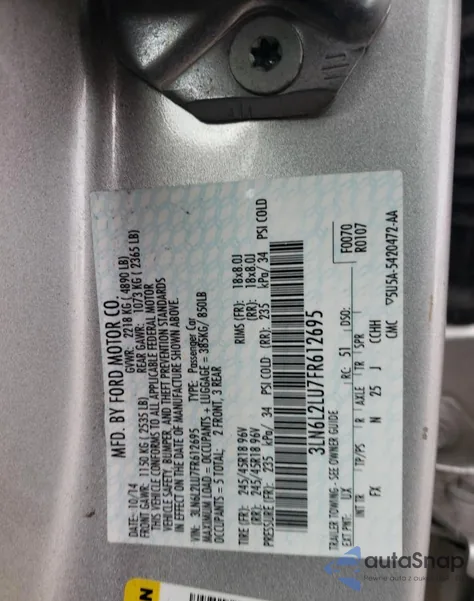 MFD. BY FORD MOTOR CO.
DATE: 10/14 GVWR: 2218 KG ( 4890 LB)
FRONT GAWR: 1150 KG ( 2535 LB) REAR GAWR: 1073 KG ( 2365 LB)
THIS VEHICLE CONFORMS TO ALL APPLICABLE FEDERAL MOTOR
VEHICLE SAFETY, BUMPER, AND THEFT PREVENTION STANDARDS
IN EFFECT ON THE DATE OF MANUFACTURE SHOWN ABOVE.
VIN: 3LN6L2LU7FR612695 TYPE: Passenger Car
MAXIMUM LOAD = OCCUPANTS + LUGGAGE = 385KG/ 850LB
OCCUPANTS = 5 TOTAL: 2 FRONT, 3 REAR
TIRE (FR): 245/45R18 96V RIMS (FR): 18x8.0J
(RR): 245/45R18 96V (RR): 18x8.0J
PRESSURE (FR): 235 kPa/ 34 PSI COLD (RR): 235 kPa/ 34 PSI COLD
3LN6L2LU7FR612695
TRAILER TOWING - SEE OWNER GUIDE
F0070
R0107
EXT PNT: UX RC: 51 DSO:
INT TR TP/PS R AXLE TR SPR
FX N 25 J CCHH
CMC 5U5A-5420472-AA
autaSnap
Pewne auta z